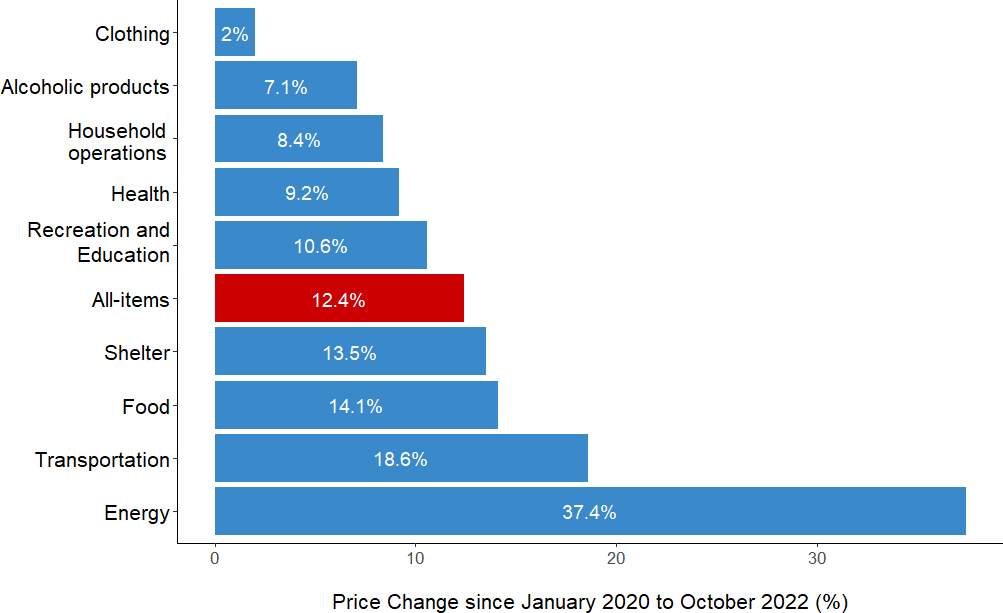 Clothing
2%
Alcoholic products
7.1%
Household
operations
8.4%
Health
9.2%
Recreation and
Education
10.6%
All-items
12.4%
Shelter
13.5%
Food
14.1%
Transportation
18.6%
Energy
37.4%
0 10 20 30
Price Change since January 2020 to October 2022 (%)